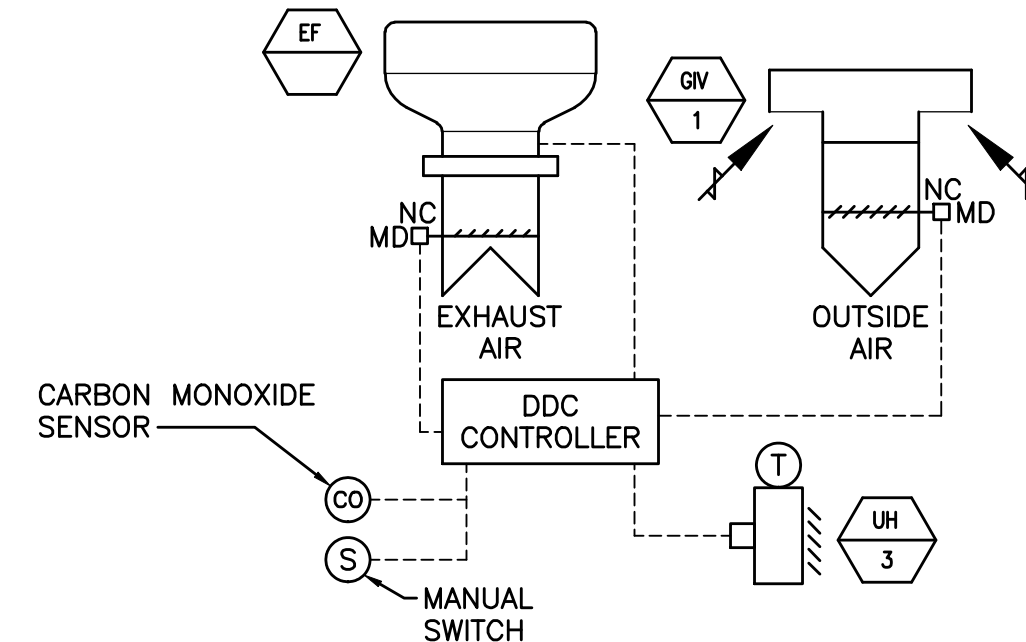 EF
GIV
1
NC
MD
NC
MD
EXHAUST
AIR
OUTSIDE
AIR
CARBON MONOXIDE
SENSOR
DDC
CONTROLLER
T
CO
UH
3
S
MANUAL
SWITCH